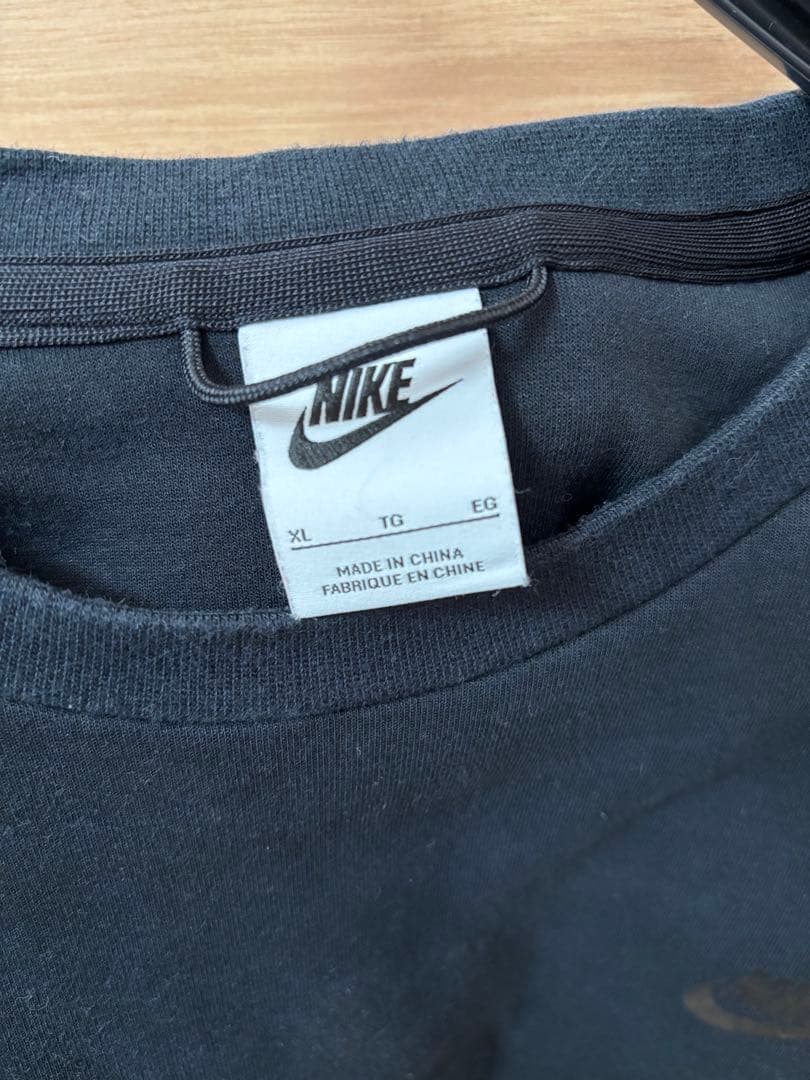 NIKE
XL TG EG
MADE IN CHINA
FABRIQUE EN CHINE